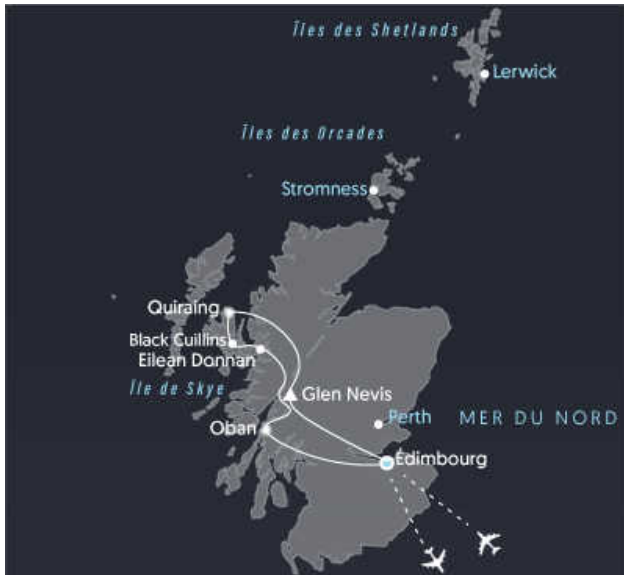 Îles des Shetlands
Lerwick
Îles des Orcades
Stromness
Quiraing
Black Cuillins
Eilean Donnan
Île de Skye
Glen Nevis
Perth
MER DU NORD
Oban
Édimbourg